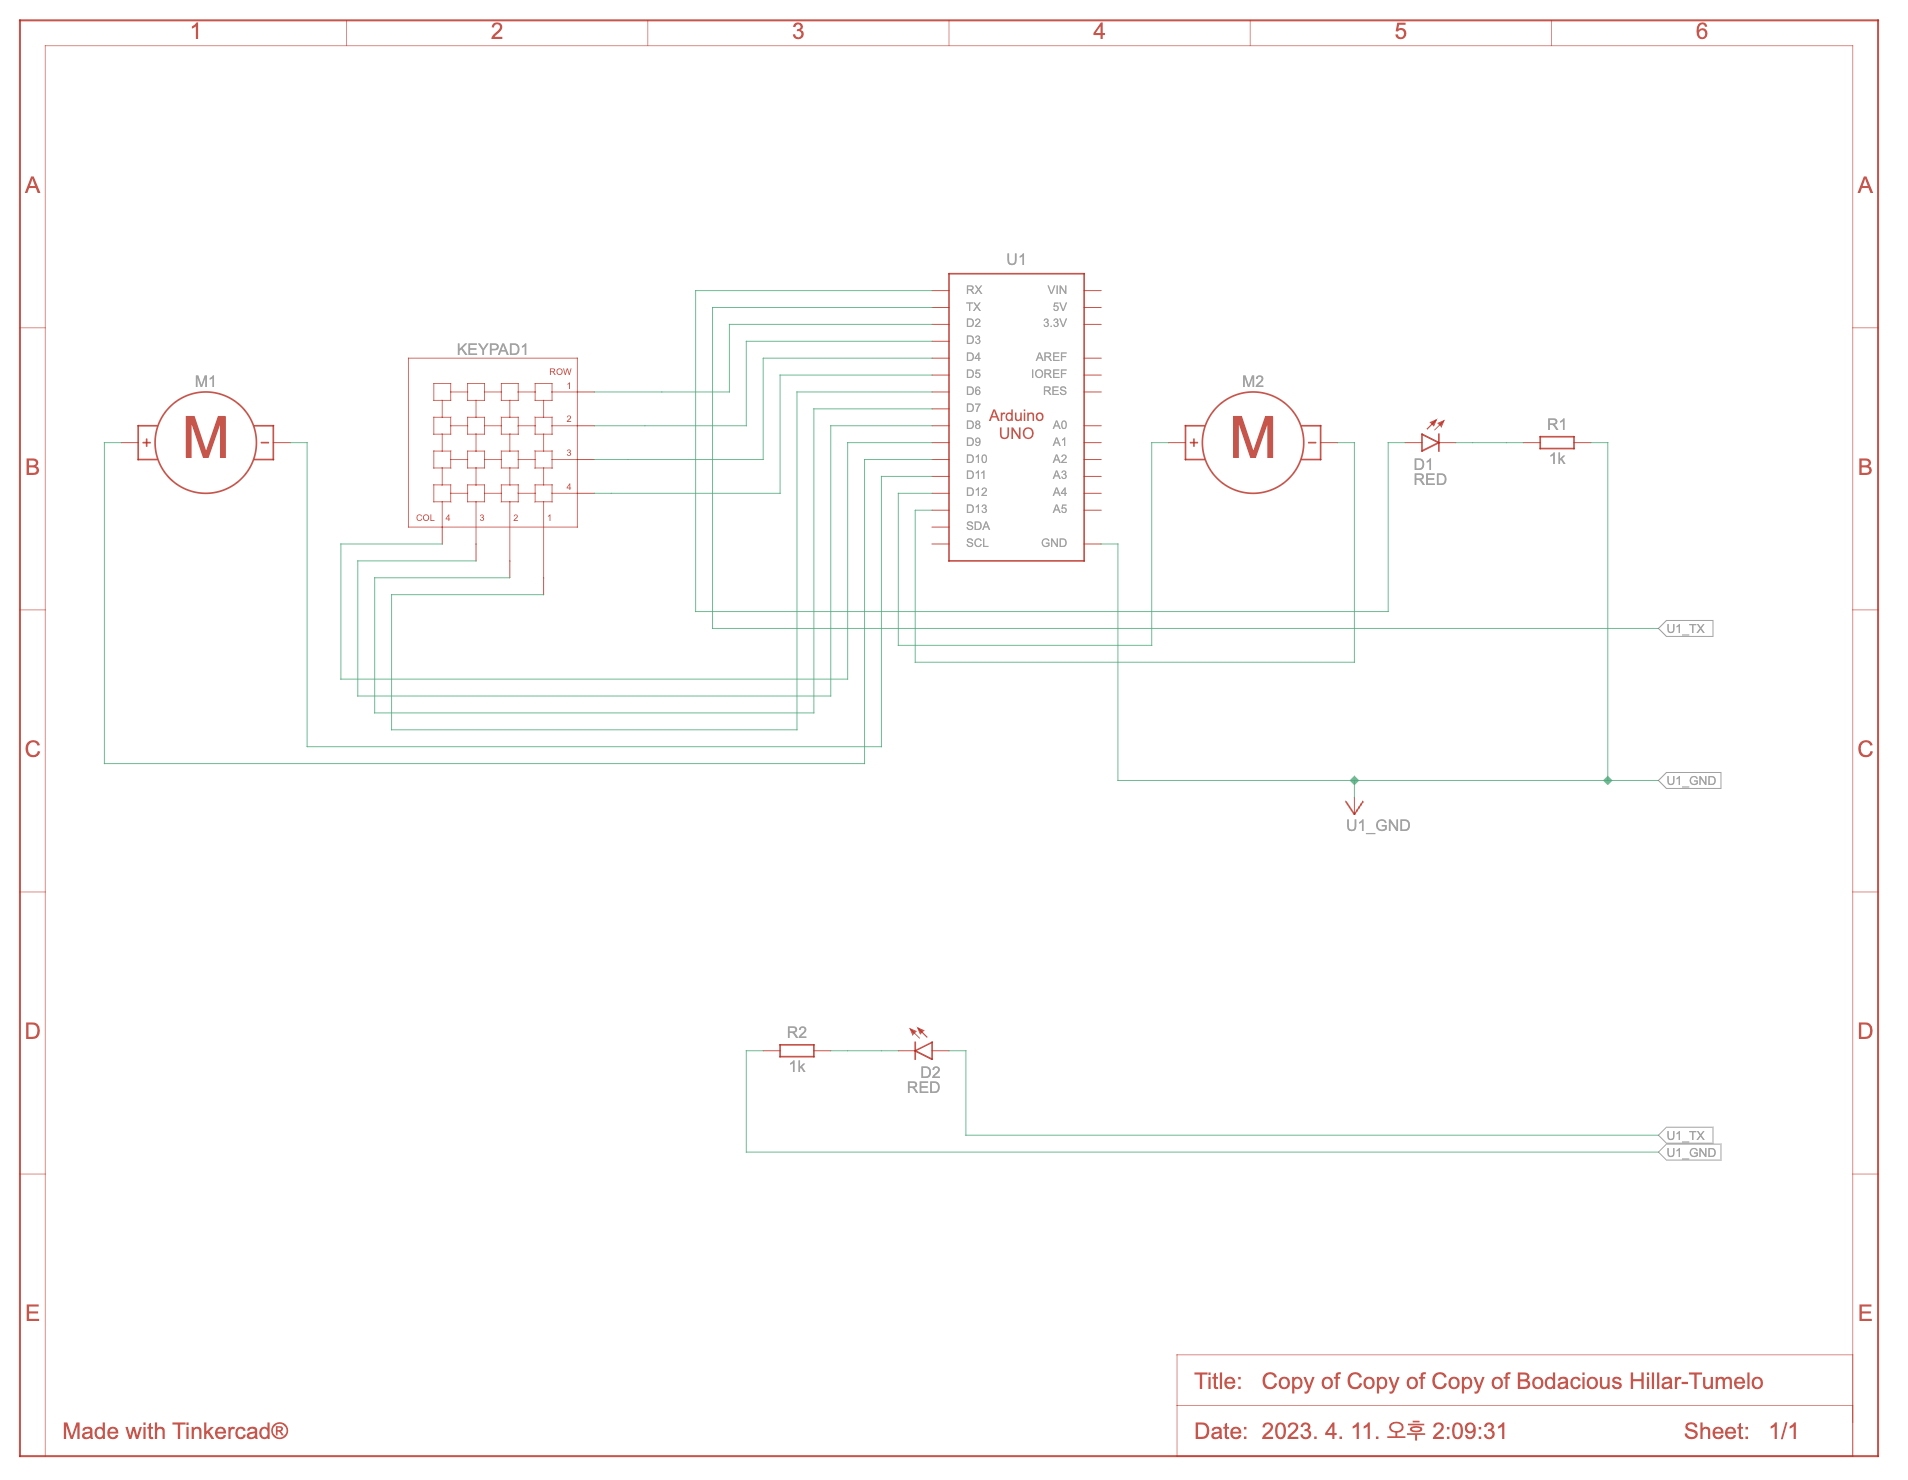 1 2 3 4 5 6
A A
U1
RX VIN
TX 5V
D2 3.3V
D3
D4 AREF
D5 IOREF
D6 RES
D7
Arduino
UNO
D8 A0
D9 A1
D10 A2
D11 A3
D12 A4
D13 A5
SDA
SCL GND
KEYPAD1
ROW
1
2
3
4
COL 4 3 2 1
M1
+ M -
M2
+ M -
D1
RED
R1
1k
B B
U1_TX
C C
U1_GND
U1_GND
D D
R2
1k
D2
RED
U1_TX
U1_GND
E E
Title: Copy of Copy of Copy of Bodacious Hillar-Tumelo
Made with Tinkercad®
Date: 2023. 4. 11. 오후 2:09:31 Sheet: 1/1